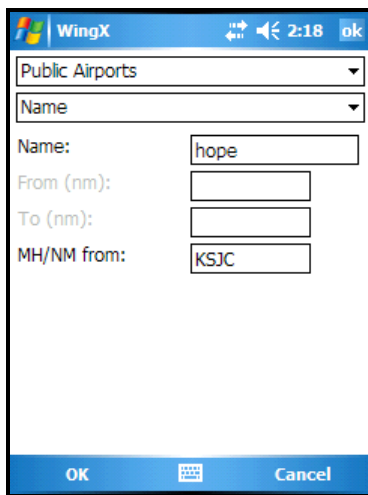 WingX 2:18 ok
Public Airports
Name
Name: hope
From (nm):
To (nm):
MH/NM from: KSJC
OK Cancel